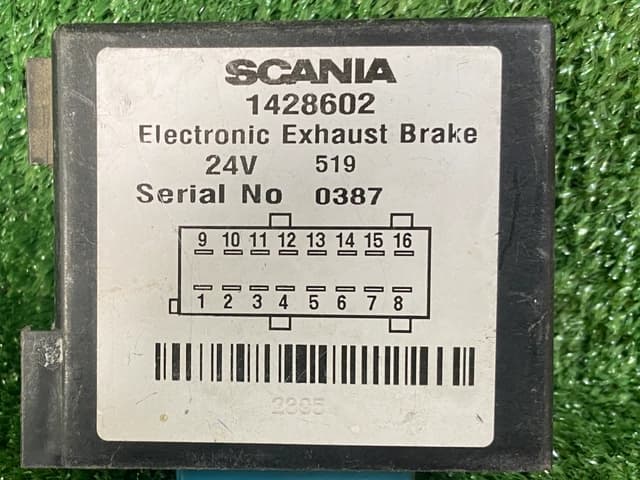 SCANIA
1428602
Electronic Exhaust Brake
24V 519
Serial No 0387
9 10 11 12 13 14 15 16
1 2 3 4 5 6 7 8